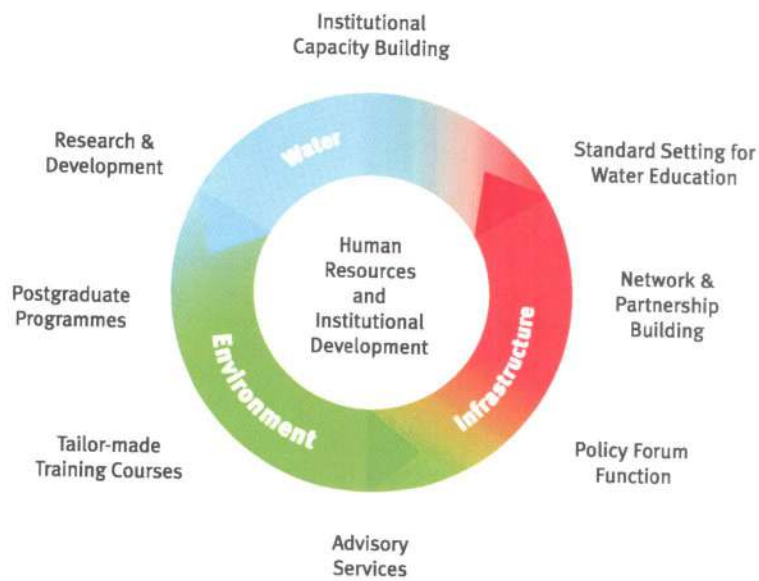 Institutional
Capacity Building
Research &
Development
Water
Standard Setting for
Water Education
Human
Resources
and
Institutional
Development
Postgraduate
Programmes
Network &
Partnership
Building
Environment
Infrastructure
Tailor-made
Training Courses
Policy Forum
Function
Advisory
Services